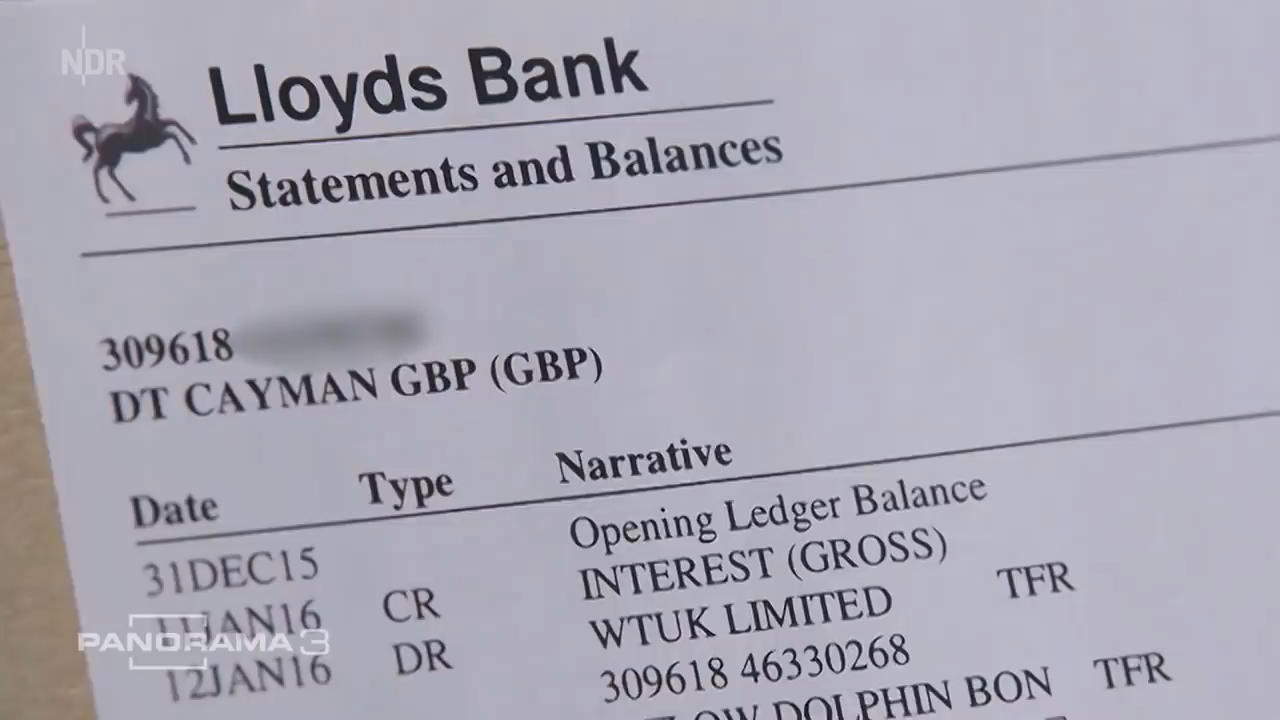 NDR
Lloyds Bank
Statements and Balances
309618
DT CAYMAN GBP (GBP)
Date Type Narrative
31DEC15 Opening Ledger Balance
11JAN16 CR INTEREST (GROSS)
12JAN16 DR WTUK LIMITED TFR
309618 46330268
DOLPHIN BON TFR
PANORAMA 3